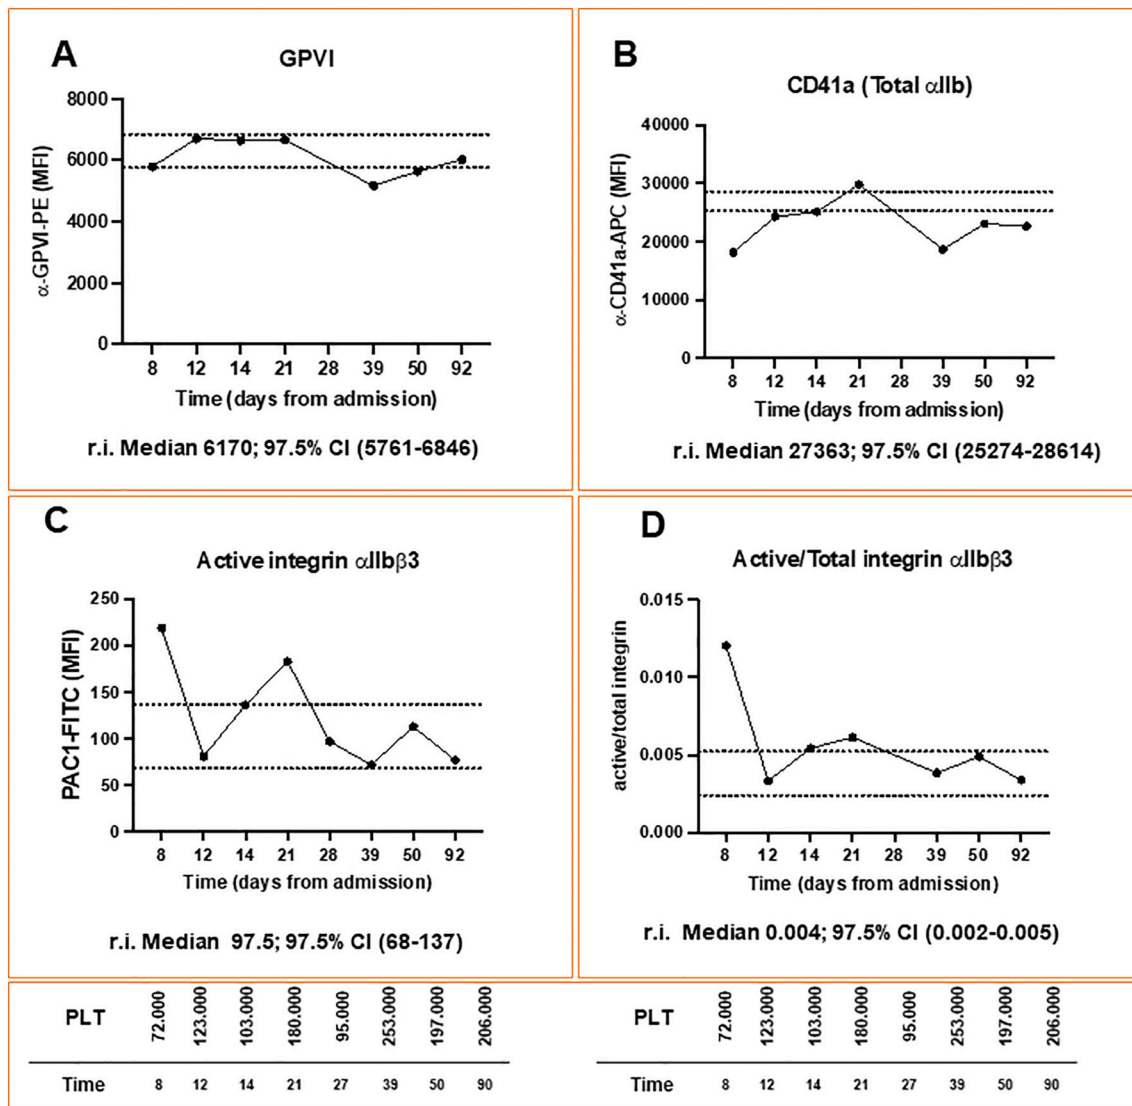 A
GPVI
8000
6000
4000
2000
0
α-GPVI-PE (MFI)
8 12 14 21 28 39 50 92
Time (days from admission)
r.i. Median 6170; 97.5% CI (5761-6846)
B
CD41a (Total αIIb)
40000
30000
20000
10000
0
α-CD41a-APC (MFI)
8 12 14 21 28 39 50 92
Time (days from admission)
r.i. Median 27363; 97.5% CI (25274-28614)
C
Active integrin αIIbβ3
250
200
150
100
50
0
PAC1-FITC (MFI)
8 12 14 21 28 39 50 92
Time (days from admission)
r.i. Median 97.5; 97.5% CI (68-137)
D
Active/Total integrin αIIbβ3
0.015
0.010
0.005
0.000
active/total integrin
8 12 14 21 28 39 50 92
Time (days from admission)
r.i. Median 0.004; 97.5% CI (0.002-0.005)
PLT 72.000 123.000 103.000 180.000 95.000 253.000 197.000 206.000
Time 8 12 14 21 27 39 50 90
PLT 72.000 123.000 103.000 180.000 95.000 253.000 197.000 206.000
Time 8 12 14 21 27 39 50 90